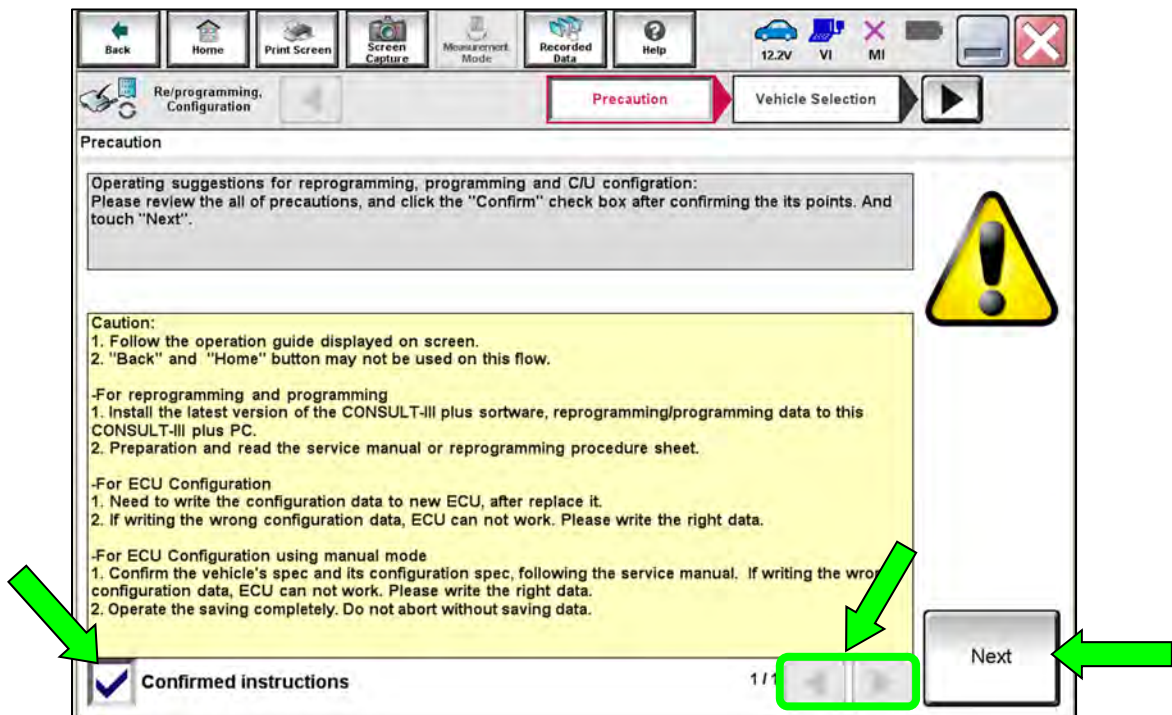 Back
Home
Print Screen
Screen
Capture
Measurement
Mode
Recorded
Data
Help
12.2V
VI
MI
Re/programming,
Configuration
Precaution
Vehicle Selection
Precaution
Operating suggestions for reprogramming, programming and C/U configration:
Please review the all of precautions, and click the "Confirm" check box after confirming the its points. And
touch "Next".
Caution:
1. Follow the operation guide displayed on screen.
2. "Back" and "Home" button may not be used on this flow.
-For reprogramming and programming
1. Install the latest version of the CONSULT-III plus sortware, reprogramming/programming data to this
CONSULT-III plus PC.
2. Preparation and read the service manual or reprogramming procedure sheet.
-For ECU Configuration
1. Need to write the configuration data to new ECU, after replace it.
2. If writing the wrong configuration data, ECU can not work. Please write the right data.
-For ECU Configuration using manual mode
1. Confirm the vehicle's spec and its configuration spec, following the service manual. If writing the wrong
configuration data, ECU can not work. Please write the right data.
2. Operate the saving completely. Do not abort without saving data.
Confirmed instructions
1/1
Next